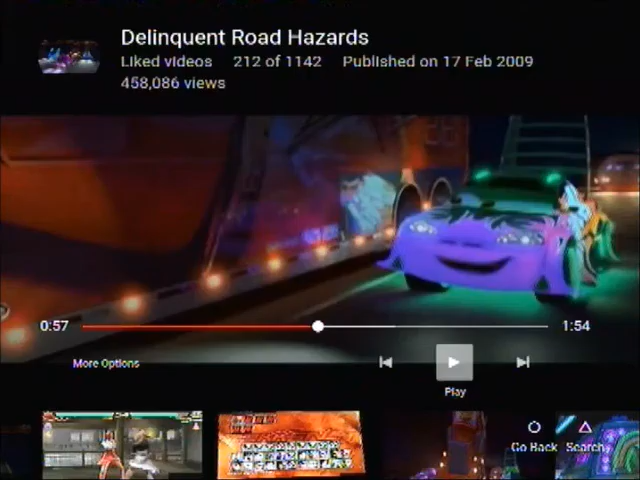 Delinquent Road Hazards
Liked videos 212 of 1142 Published on 17 Feb 2009
458,086 views
0:57 1:54
More Options
Play
Go Back Search